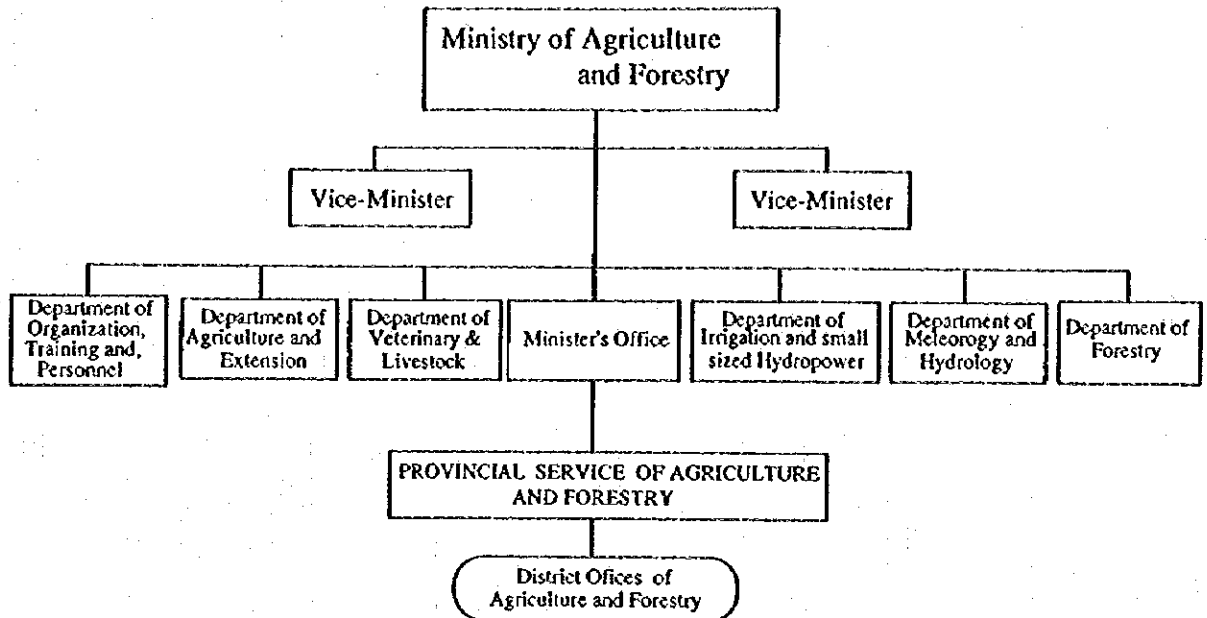 Ministry of Agriculture
and Forestry
Vice-Minister
Vice-Minister
Department of
Organization,
Training and,
Personnel
Department of
Agriculture and
Extension
Department of
Veterinary &
Livestock
Minister's Office
Department of
Irrigation and small
sized Hydropower
Department of
Meleorogy and
Hydrology
Department of
Forestry
PROVINCIAL SERVICE OF AGRICULTURE
AND FORESTRY
District Ofices of
Agriculture and Forestry